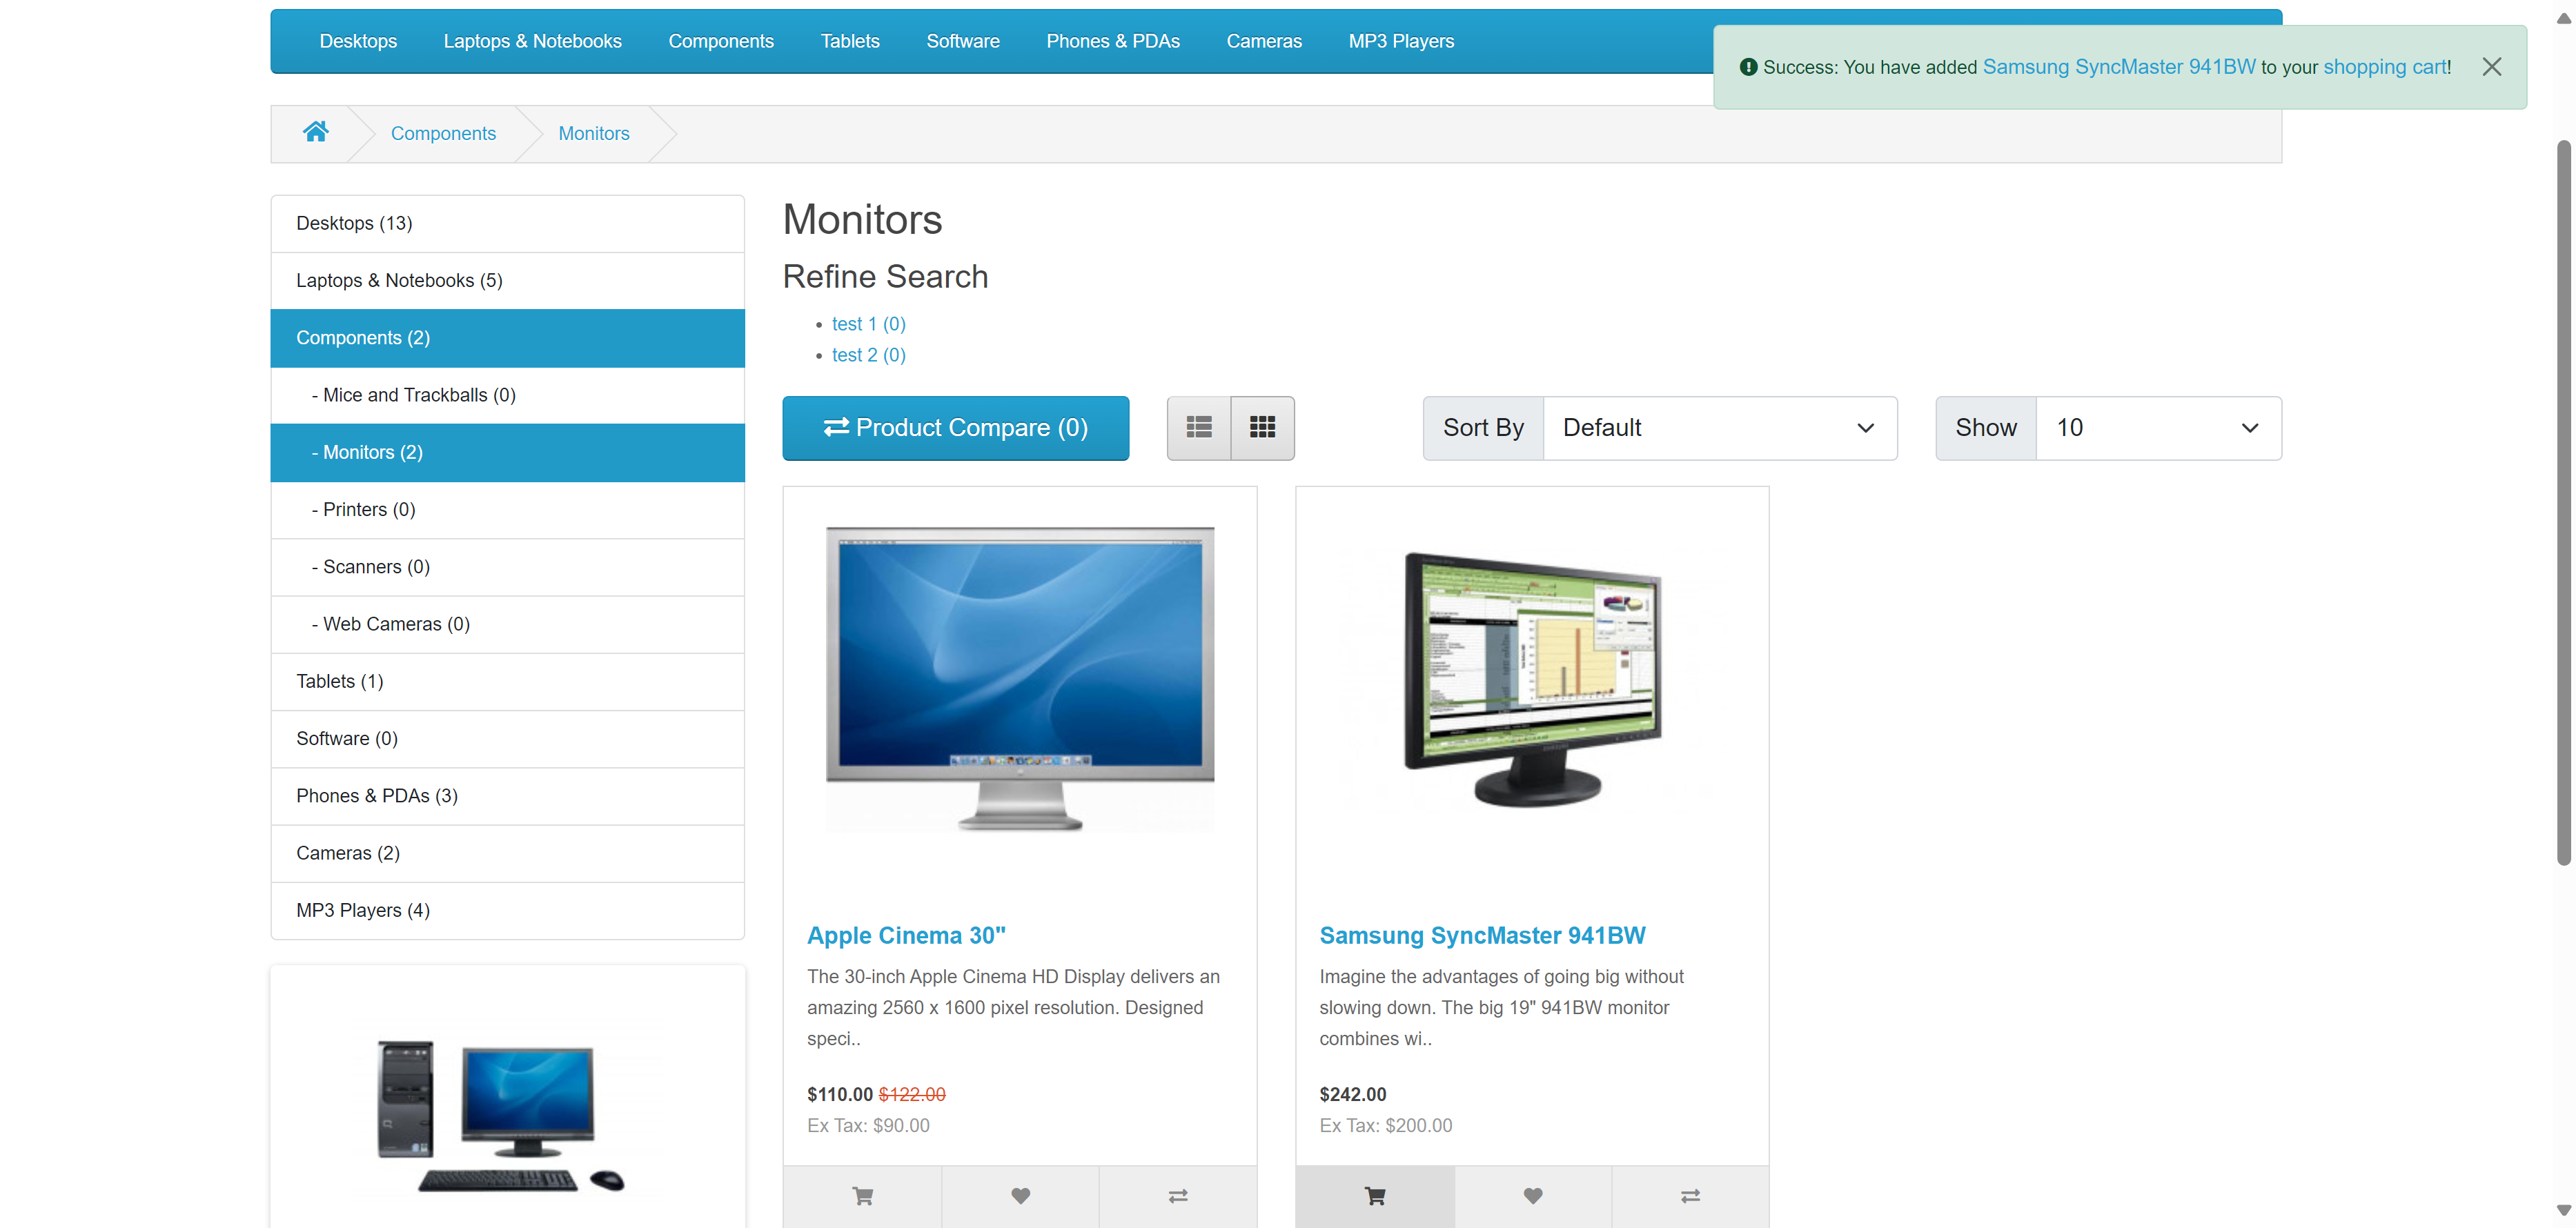 Desktops Laptops & Notebooks Components Tablets Software Phones & PDAs Cameras MP3 Players
Success: You have added Samsung SyncMaster 941BW to your shopping cart!
Components Monitors
Desktops (13)
Laptops & Notebooks (5)
Components (2)
- Mice and Trackballs (0)
- Monitors (2)
- Printers (0)
- Scanners (0)
- Web Cameras (0)
Tablets (1)
Software (0)
Phones & PDAs (3)
Cameras (2)
MP3 Players (4)
Monitors
Refine Search
• test 1 (0)
• test 2 (0)
Product Compare (0)
Sort By Default
Show 10
Apple Cinema 30"
The 30-inch Apple Cinema HD Display delivers an
amazing 2560 x 1600 pixel resolution. Designed
speci..
$110.00 $122.00
Ex Tax: $90.00
Samsung SyncMaster 941BW
Imagine the advantages of going big without
slowing down. The big 19" 941BW monitor
combines wi..
$242.00
Ex Tax: $200.00